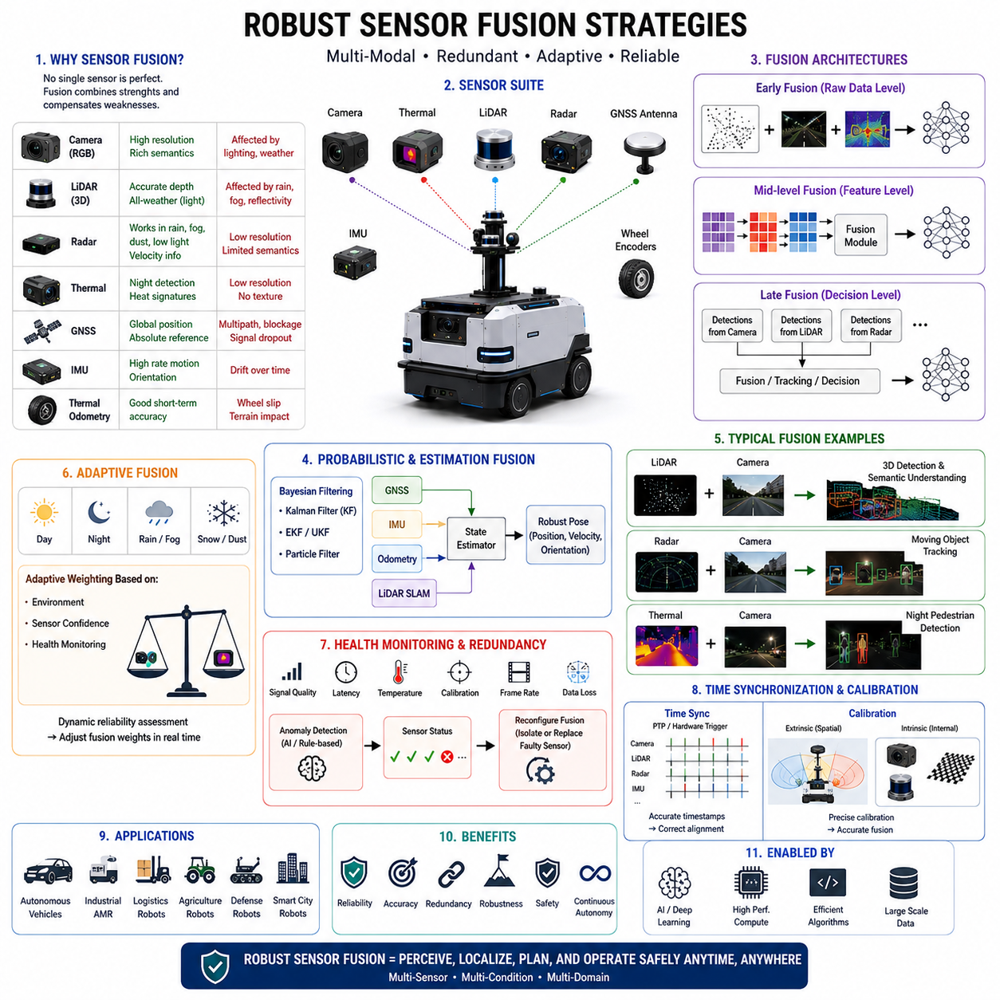 ROBUST SENSOR FUSION STRATEGIES
Multi-Modal • Redundant • Adaptive • Reliable
1. WHY SENSOR FUSION?
No single sensor is perfect.
Fusion combines strenghts and
compensates weaknesses.
Camera
(RGB)
High resolution
Rich semantics
Affected by
lighting, weather
LiDAR
(3D)
Accurate depth
All-weather (light)
Affected by rain,
fog, reflectivity
Radar
Works in rain, fog,
dust, low light
Velocity info
Low resolution
Limited semantics
Thermal
Night detection
Heat signatures
Low resolution
No texture
GNSS
Global position
Absolute reference
Multipath, blockage
Signal dropout
IMU
High rate motion
Orientation
Drift over time
Thermal
Odometry
Good short-term
accuracy
Wheel slip
Terrain impact
2. SENSOR SUITE
Camera
Thermal
LiDAR
Radar
GNSS Antenna
IMU
Wheel
Encoders
3. FUSION ARCHITECTURES
Early Fusion (Raw Data Level)
+
+
Mid-level Fusion (Feature Level)
Fusion
Module
Late Fusion (Decision Level)
Detections
from Camera
Detections
from LiDAR
Detections
from Radar
...
Fusion / Tracking / Decision
4. PROBABILISTIC & ESTIMATION FUSION
Bayesian Filtering
• Kalman Filter (KF)
• EKF / UKF
• Particle Filter
GNSS
IMU
Odometry
LiDAR SLAM
State
Estimator
Robust Pose
(Position, Velocity,
Orientation)
5. TYPICAL FUSION EXAMPLES
LiDAR
+
Camera
3D Detection &
Semantic Understanding
Radar
+
Camera
Moving Object
Tracking
Thermal
+
Camera
Night Pedestrian
Detection
6. ADAPTIVE FUSION
Day
Night
Rain / Fog
Snow / Dust
Adaptive Weighting Based on:
• Environment
• Sensor Confidence
• Health Monitoring
Dynamic reliability assessment
→ Adjust fusion weights in real time
7. HEALTH MONITORING & REDUNDANCY
Signal Quality
Latency
Temperature
Calibration
Frame Rate
Data Loss
Anomaly Detection
(AI / Rule-based)
Sensor Status
...
Reconfigure Fusion
(Isolate or Replace
Faulty Sensor)
8. TIME SYNCHRONIZATION & CALIBRATION
Time Sync
PTP / Hardware Trigger
Camera
LiDAR
Radar
IMU
...
Accurate timestamps
→ Correct alignment
Calibration
Extrinsic (Spatial)
Intrinsic (Internal)
Precise calibration
→ Accurate fusion
9. APPLICATIONS
Autonomous
Vehicles
Industrial
AMR
Logistics
Robots
Agriculture
Robots
Defense
Robots
Smart City
Robots
10. BENEFITS
Reliability
Accuracy
Redundancy
Robustness
Safety
Continuous
Autonomy
11. ENABLED BY
AI / Deep
Learning
High Perf.
Compute
</>
Efficient
Algorithms
Large Scale
Data
ROBUST SENSOR FUSION = PERCEIVE, LOCALIZE, PLAN, AND OPERATE SAFELY ANYTIME, ANYWHERE
Multi-Sensor • Multi-Condition • Multi-Domain